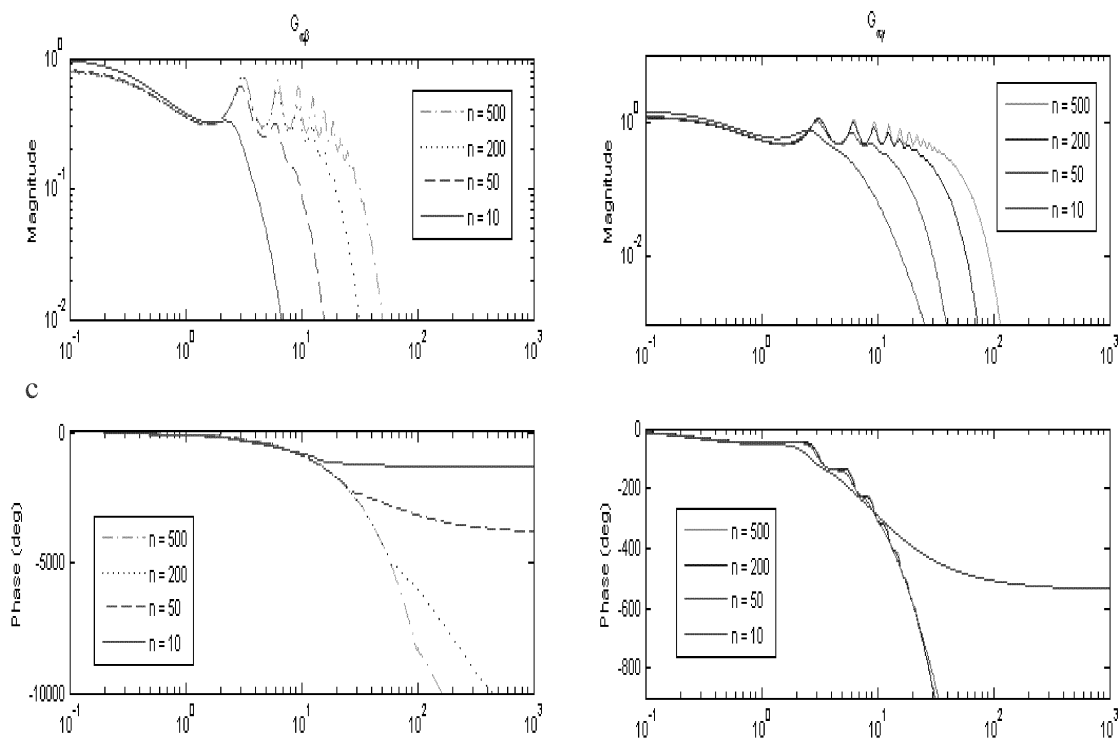 G_αβ
10^0
10^-1
10^-2
Magnitude
n = 500
n = 200
n = 50
n = 10
10^-1 10^0 10^1 10^2 10^3
G_αγ
10^0
10^-2
Magnitude
n = 500
n = 200
n = 50
n = 10
10^-1 10^0 10^1 10^2 10^3
c
0
-5000
-10000
Phase (deg)
n = 500
n = 200
n = 50
n = 10
10^-1 10^0 10^1 10^2 10^3
0
-200
-400
-600
-800
Phase (deg)
n = 500
n = 200
n = 50
n = 10
10^-1 10^0 10^1 10^2 10^3